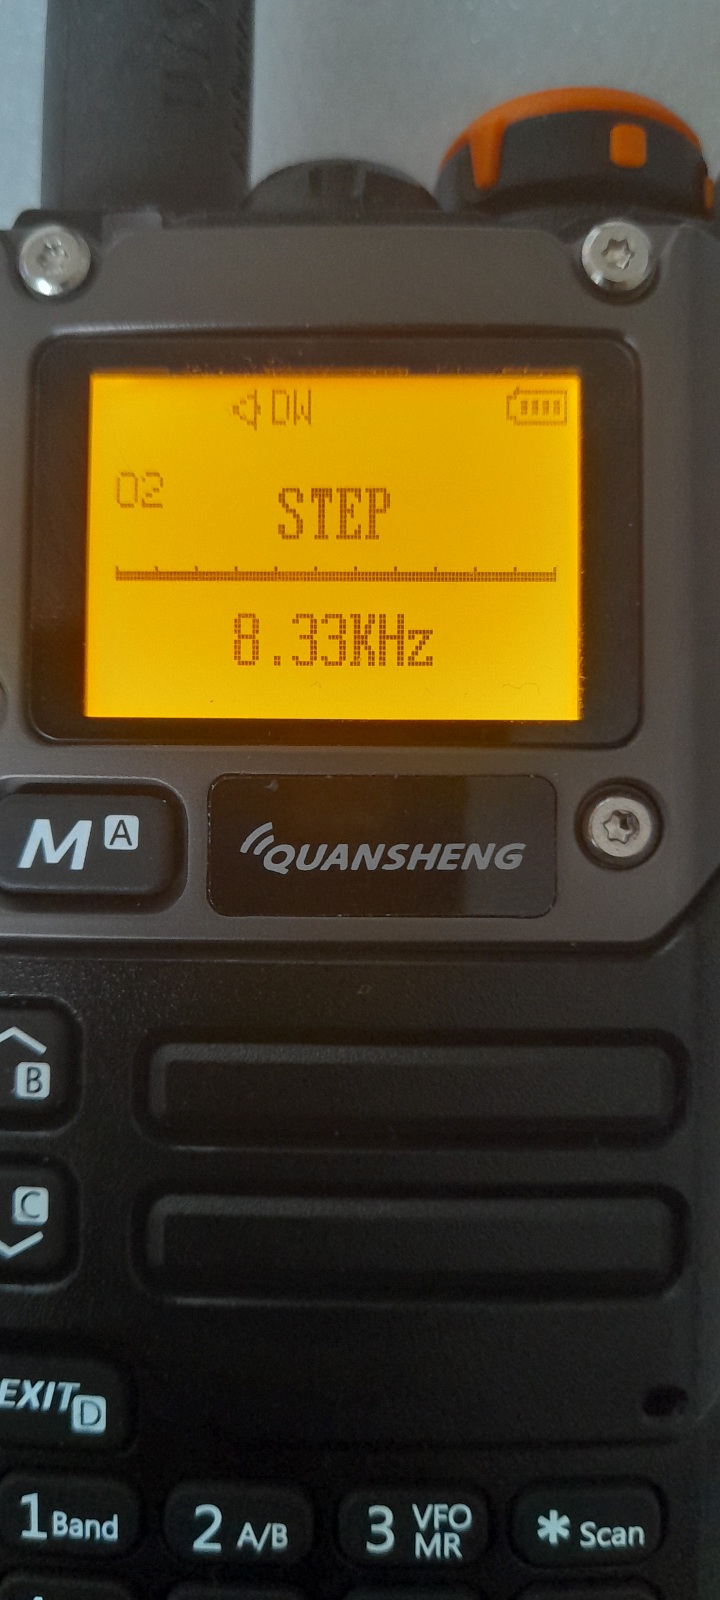 DW
02
STEP
8.33KHz
M A
QUANSHENG
B
C
EXIT D
1 Band
2 A/B
3 VFO
MR
* Scan